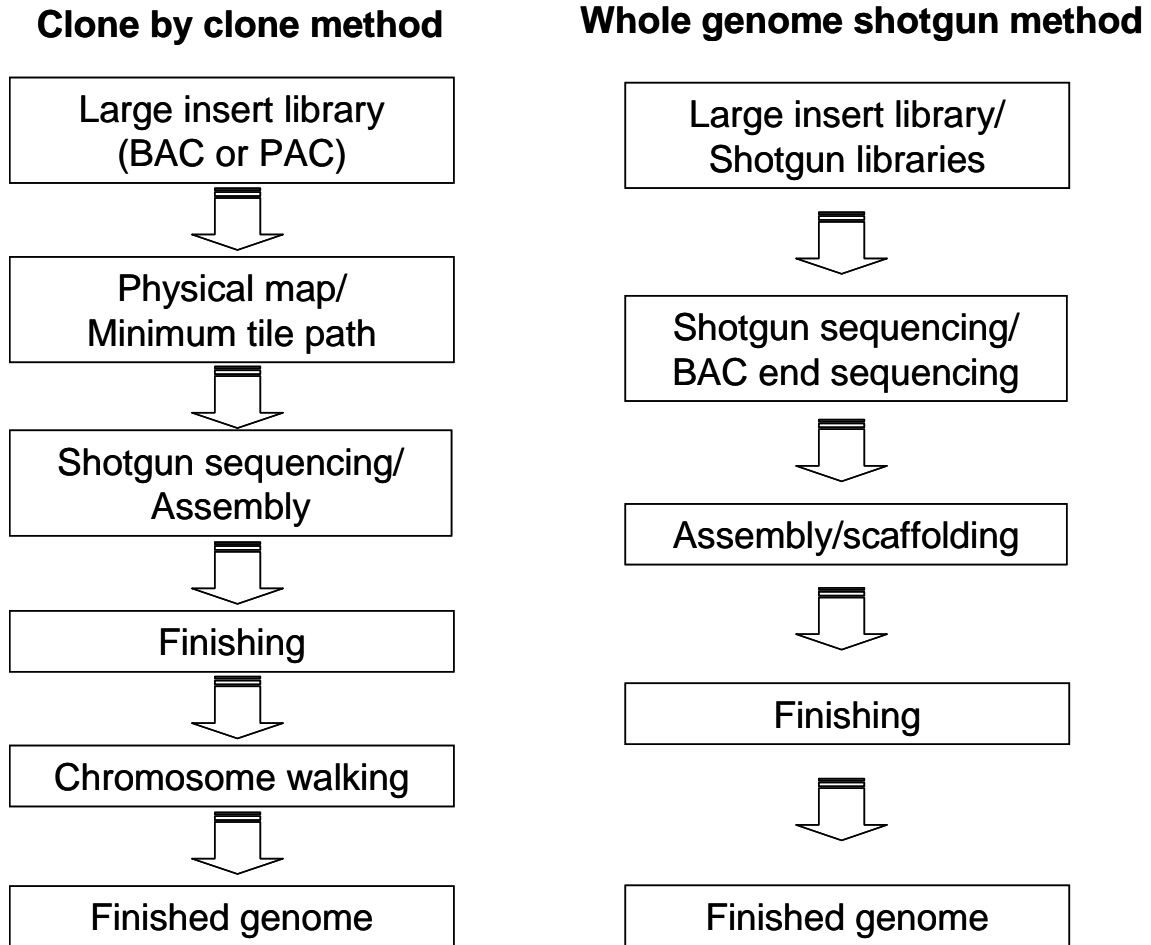 Clone by clone method
Large insert library
(BAC or PAC)
Physical map/
Minimum tile path
Shotgun sequencing/
Assembly
Finishing
Chromosome walking
Finished genome
Whole genome shotgun method
Large insert library/
Shotgun libraries
Shotgun sequencing/
BAC end sequencing
Assembly/scaffolding
Finishing
Finished genome